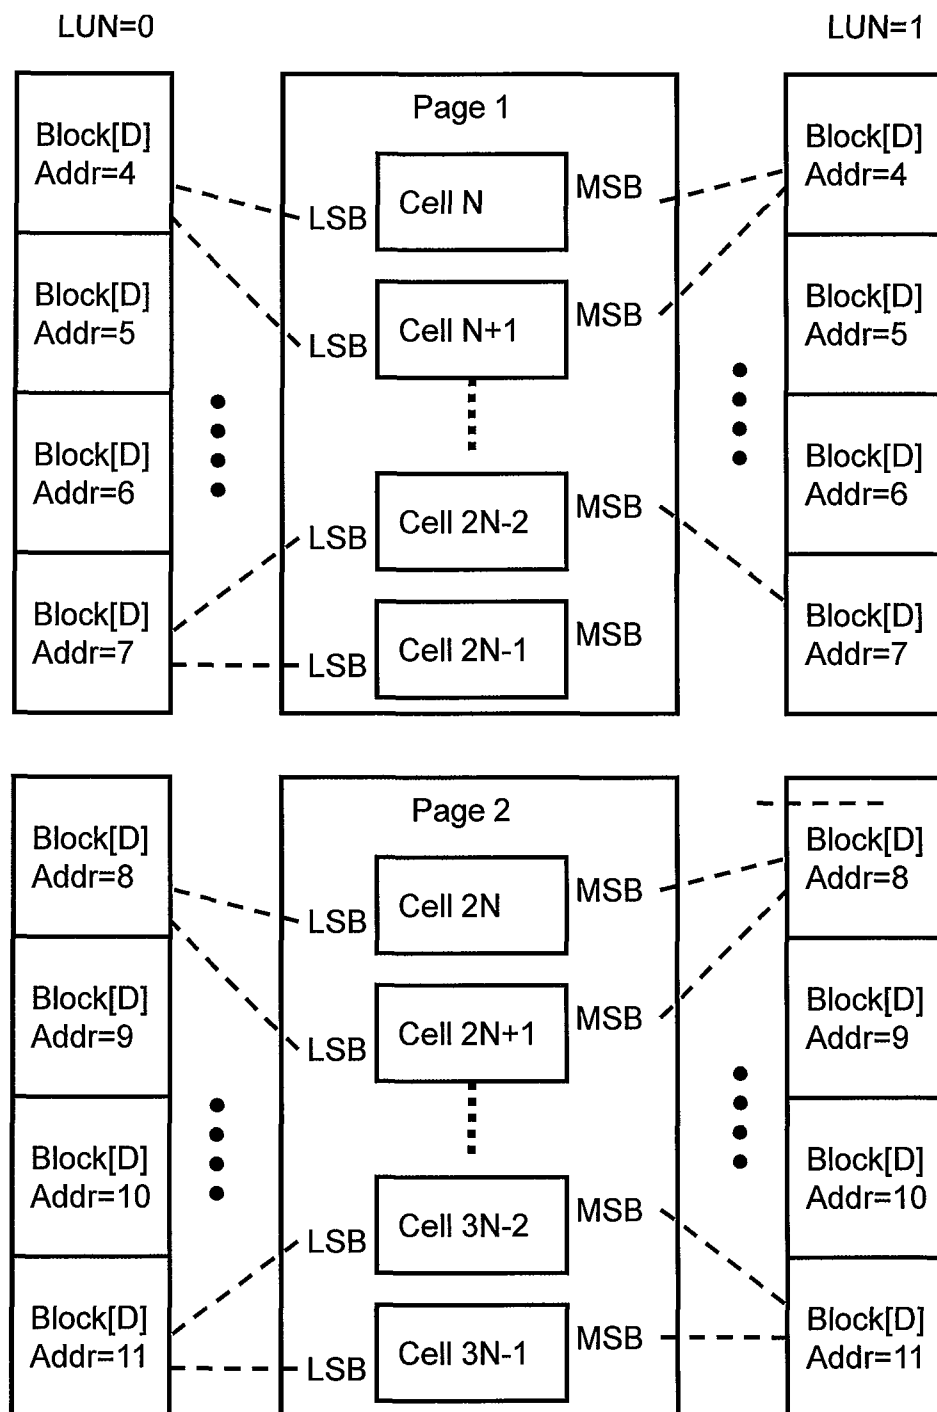 LUN=0
LUN=1
Block[D]
Addr=4
Block[D]
Addr=5
Block[D]
Addr=6
Block[D]
Addr=7
Page 1
LSB
Cell N
MSB
LSB
Cell N+1
MSB
LSB
Cell 2N-2
MSB
LSB
Cell 2N-1
MSB
Block[D]
Addr=4
Block[D]
Addr=5
Block[D]
Addr=6
Block[D]
Addr=7
Block[D]
Addr=8
Block[D]
Addr=9
Block[D]
Addr=10
Block[D]
Addr=11
Page 2
LSB
Cell 2N
MSB
LSB
Cell 2N+1
MSB
LSB
Cell 3N-2
MSB
LSB
Cell 3N-1
MSB
Block[D]
Addr=8
Block[D]
Addr=9
Block[D]
Addr=10
Block[D]
Addr=11